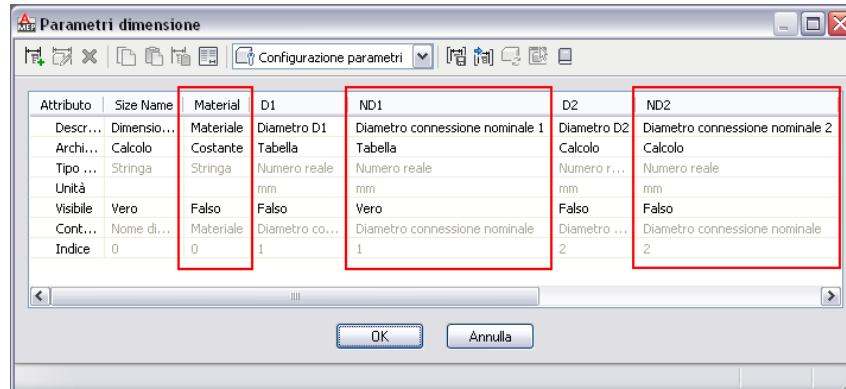 MEP Parametri dimensione
Configurazione parametri
Attributo Size Name Material D1 ND1 D2 ND2
Descr... Dimensio... Materiale Diametro D1 Diametro connessione nominale 1 Diametro D2 Diametro connessione nominale 2
Archi... Calcolo Costante Tabella Tabella Calcolo Calcolo
Tipo ... Stringa Stringa Numero reale Numero reale Numero r... Numero reale
Unità mm mm mm mm
Visibile Vero Falso Falso Vero Falso Falso
Cont... Nome di... Materiale Diametro co... Diametro connessione nominale Diametro ... Diametro connessione nominale
Indice 0 0 1 1 2 2
OK Annulla